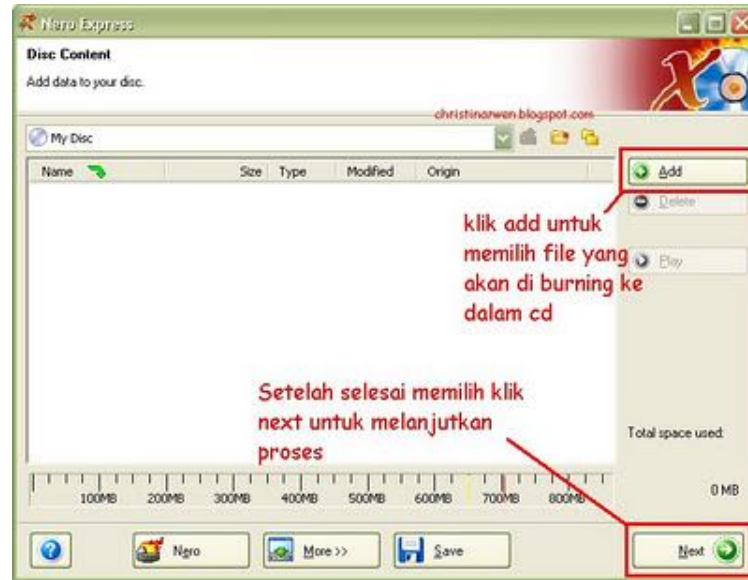 Nero Express
Disc Content
Add data to your disc.
christinarwen.blogspot.com
My Disc
Name Size Type Modified Origin
Add
Delete
Play
klik add untuk
memilih file yang
akan di burning ke
dalam cd
Setelah selesai memilih klik
next untuk melanjutkan
proses
Total space used:
0 MB
100MB 200MB 300MB 400MB 500MB 600MB 700MB 800MB
Nero
More >>
Save
Next